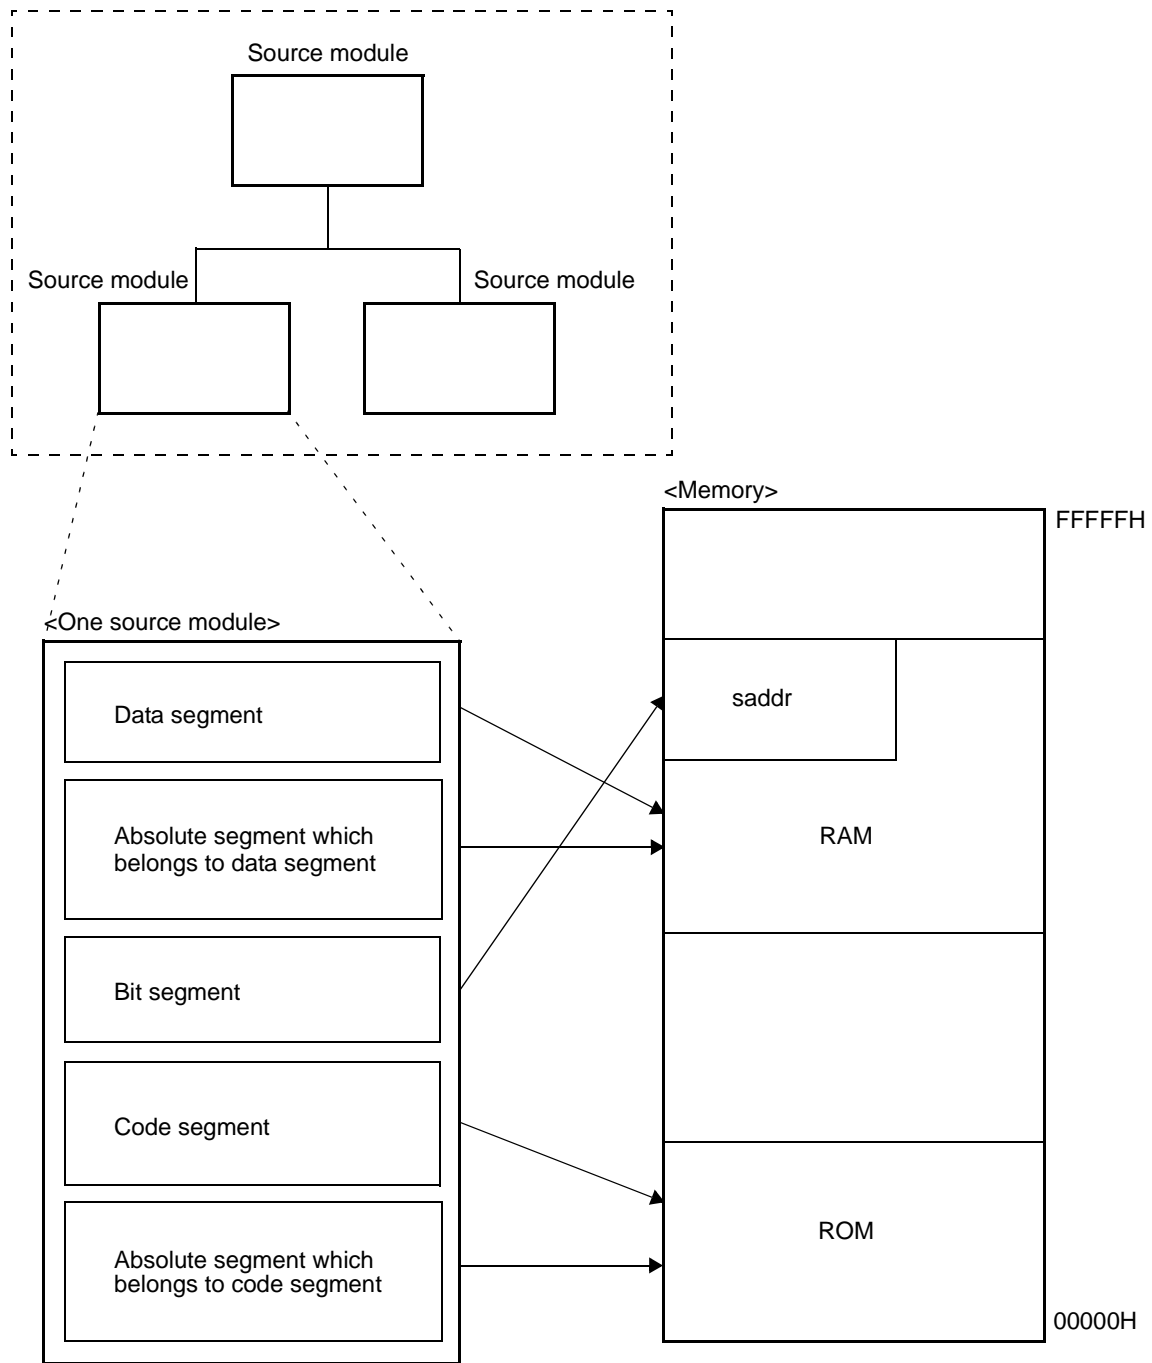 Source module
Source module
Source module
<Memory>
FFFFFH
<One source module>
saddr
Data segment
RAM
Absolute segment which
belongs to data segment
Bit segment
Code segment
ROM
Absolute segment which
belongs to code segment
00000H